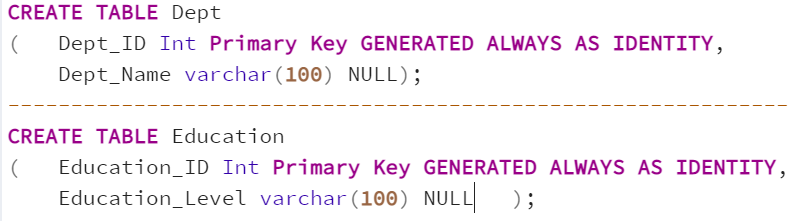 CREATE TABLE Dept
(   Dept_ID Int Primary Key GENERATED ALWAYS AS IDENTITY,
    Dept_Name varchar(100) NULL);
--------------------------------------------------------------
CREATE TABLE Education
(   Education_ID Int Primary Key GENERATED ALWAYS AS IDENTITY,
    Education_Level varchar(100) NULL   );